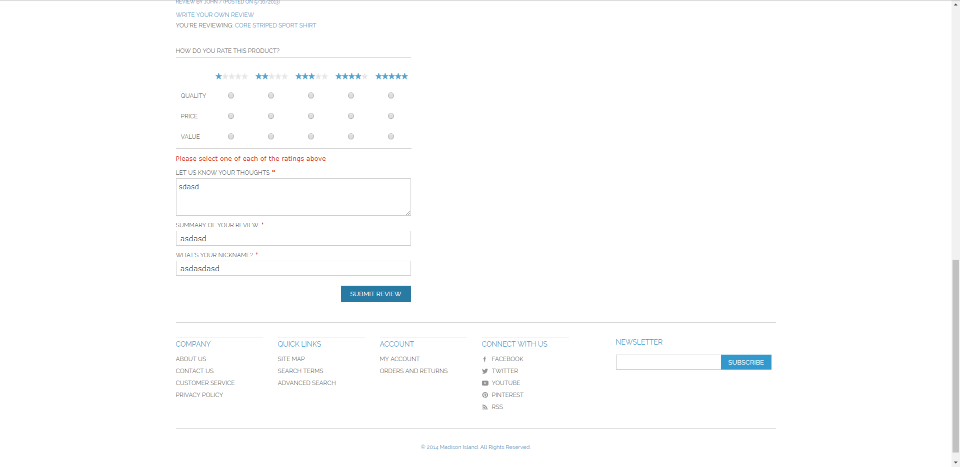 REVIEW BY JOHN / (POSTED ON 5/16/2013)
WRITE YOUR OWN REVIEW
YOU'RE REVIEWING: CORE STRIPED SPORT SHIRT
HOW DO YOU RATE THIS PRODUCT?
QUALITY
PRICE
VALUE
Please select one of each of the ratings above
LET US KNOW YOUR THOUGHTS *
sdasd
SUMMARY OF YOUR REVIEW *
asdasd
WHAT'S YOUR NICKNAME? *
asdasdasd
SUBMIT REVIEW
COMPANY
ABOUT US
CONTACT US
CUSTOMER SERVICE
PRIVACY POLICY
QUICK LINKS
SITE MAP
SEARCH TERMS
ADVANCED SEARCH
ACCOUNT
MY ACCOUNT
ORDERS AND RETURNS
CONNECT WITH US
FACEBOOK
TWITTER
YOUTUBE
PINTEREST
RSS
NEWSLETTER
SUBSCRIBE
© 2014 Madison Island. All Rights Reserved.